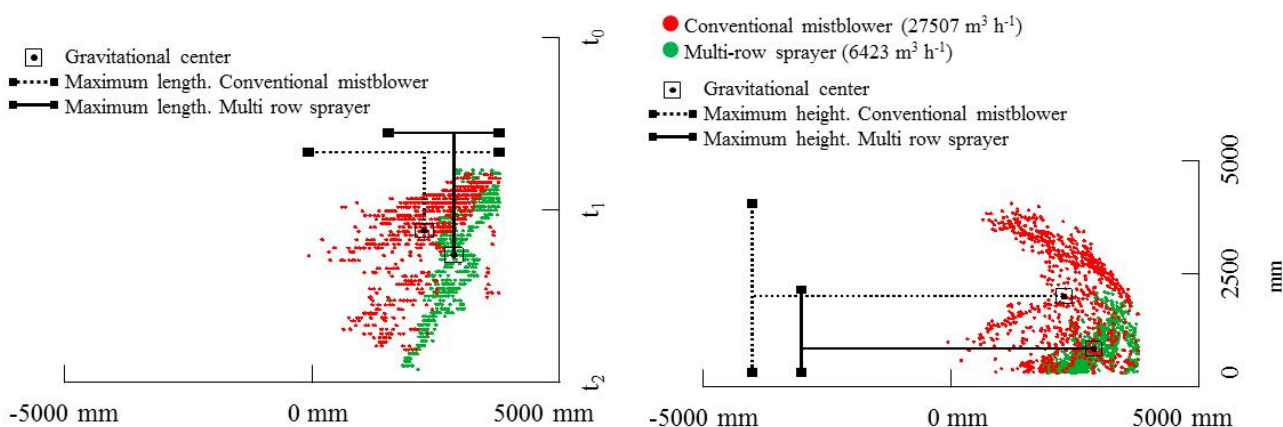 Gravitational center
Maximum length. Conventional mistblower
Maximum length. Multi row sprayer
t0
t1
t2
-5000 mm
0 mm
5000 mm
Conventional mistblower (27507 m³ h⁻¹)
Multi-row sprayer (6423 m³ h⁻¹)
Gravitational center
Maximum height. Conventional mistblower
Maximum height. Multi row sprayer
5000
2500
0
mm
-5000 mm
0 mm
5000 mm